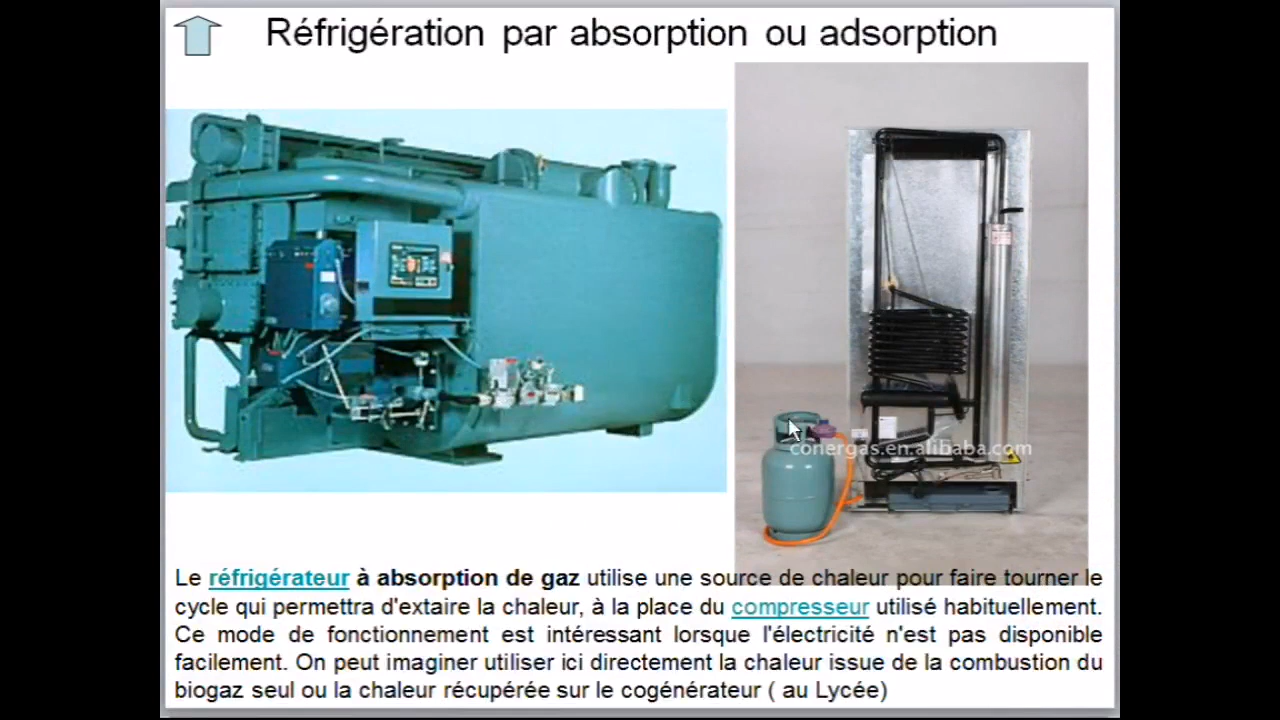 Réfrigération par absorption ou adsorption
conergas.en.alibaba.com
Le réfrigérateur à absorption de gaz utilise une source de chaleur pour faire tourner le
cycle qui permettra d'extaire la chaleur, à la place du compresseur utilisé habituellement.
Ce mode de fonctionnement est intéressant lorsque l'électricité n'est pas disponible
facilement. On peut imaginer utiliser ici directement la chaleur issue de la combustion du
biogaz seul ou la chaleur récupérée sur le cogénérateur ( au Lycée)